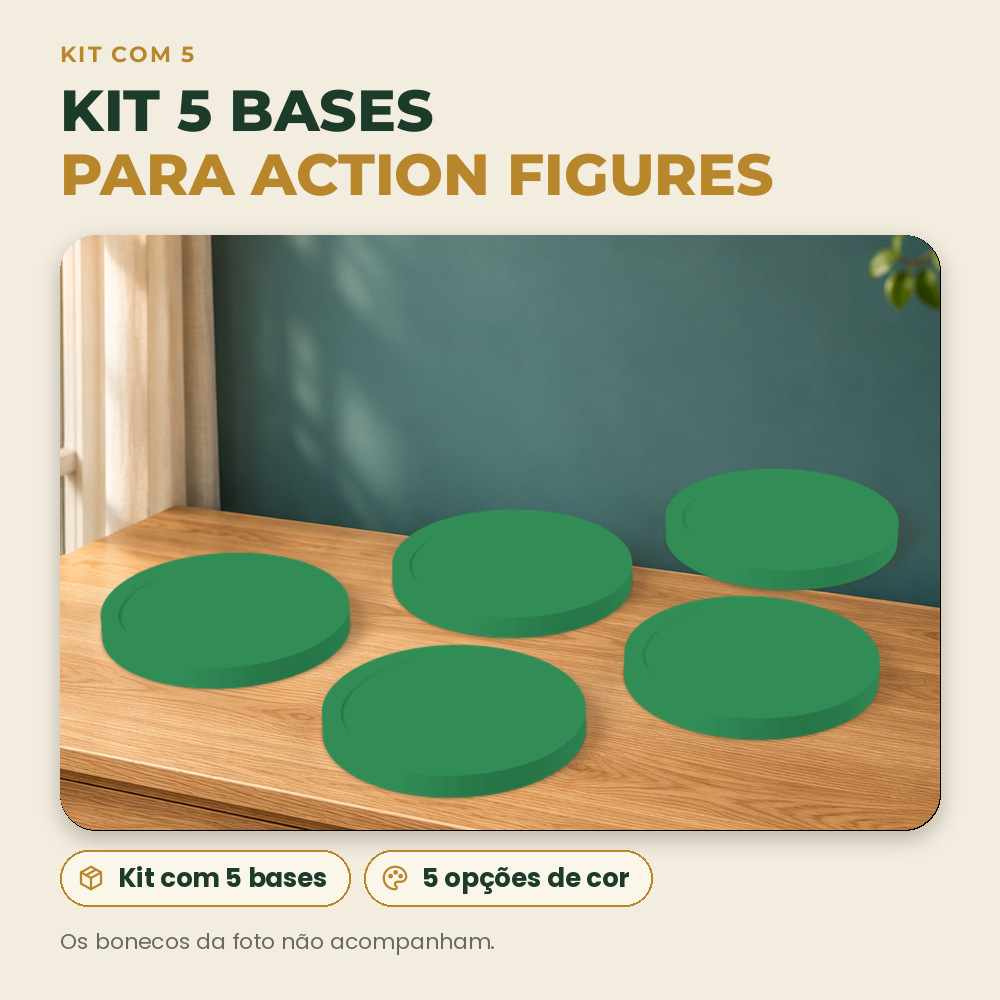 KIT COM 5
KIT 5 BASES
PARA ACTION FIGURES
Kit com 5 bases
5 opções de cor
Os bonecos da foto não acompanham.